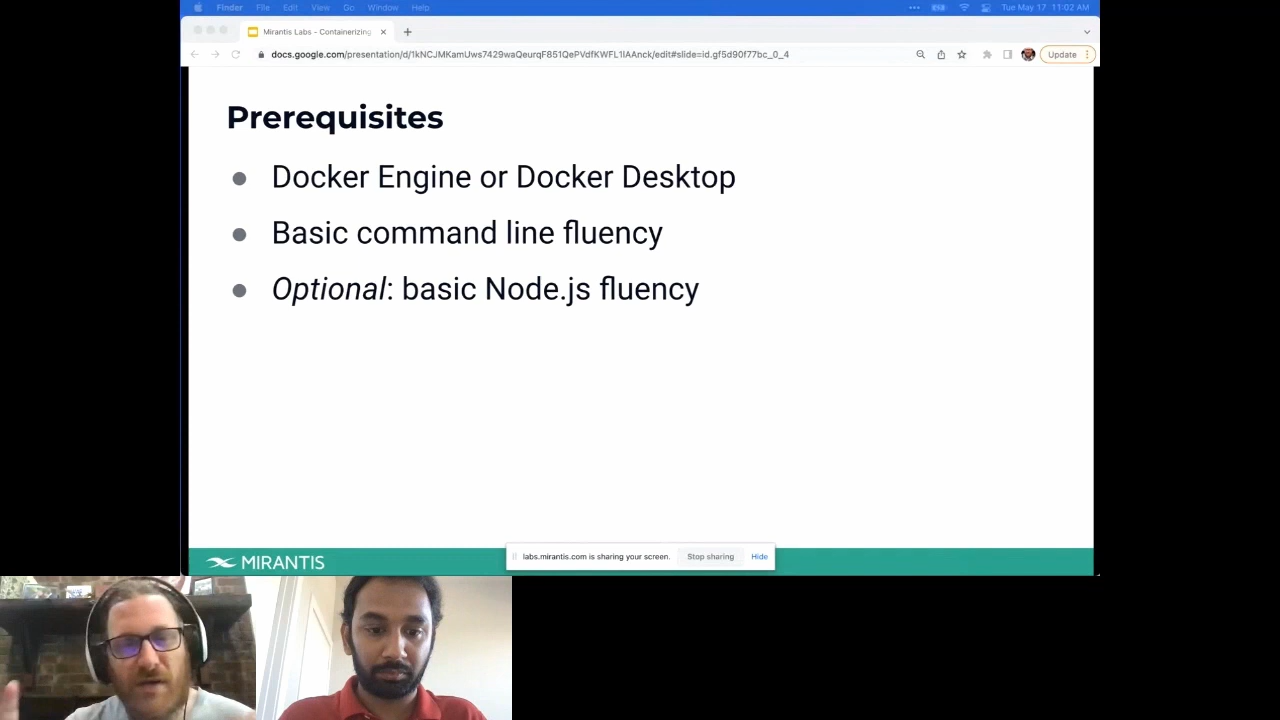 Finder File Edit View Go Window Help Tue May 17 11:02 AM
Mirantis Labs - Containerizing
docs.google.com/presentation/d/1kNCJMKamUws7429waQeurqF851QePVdfKWFL1lAAnck/edit#slide=id.gf5d90f77bc_0_4 Update
Prerequisites
Docker Engine or Docker Desktop
Basic command line fluency
Optional: basic Node.js fluency
labs.mirantis.com is sharing your screen. Stop sharing Hide
MIRANTIS